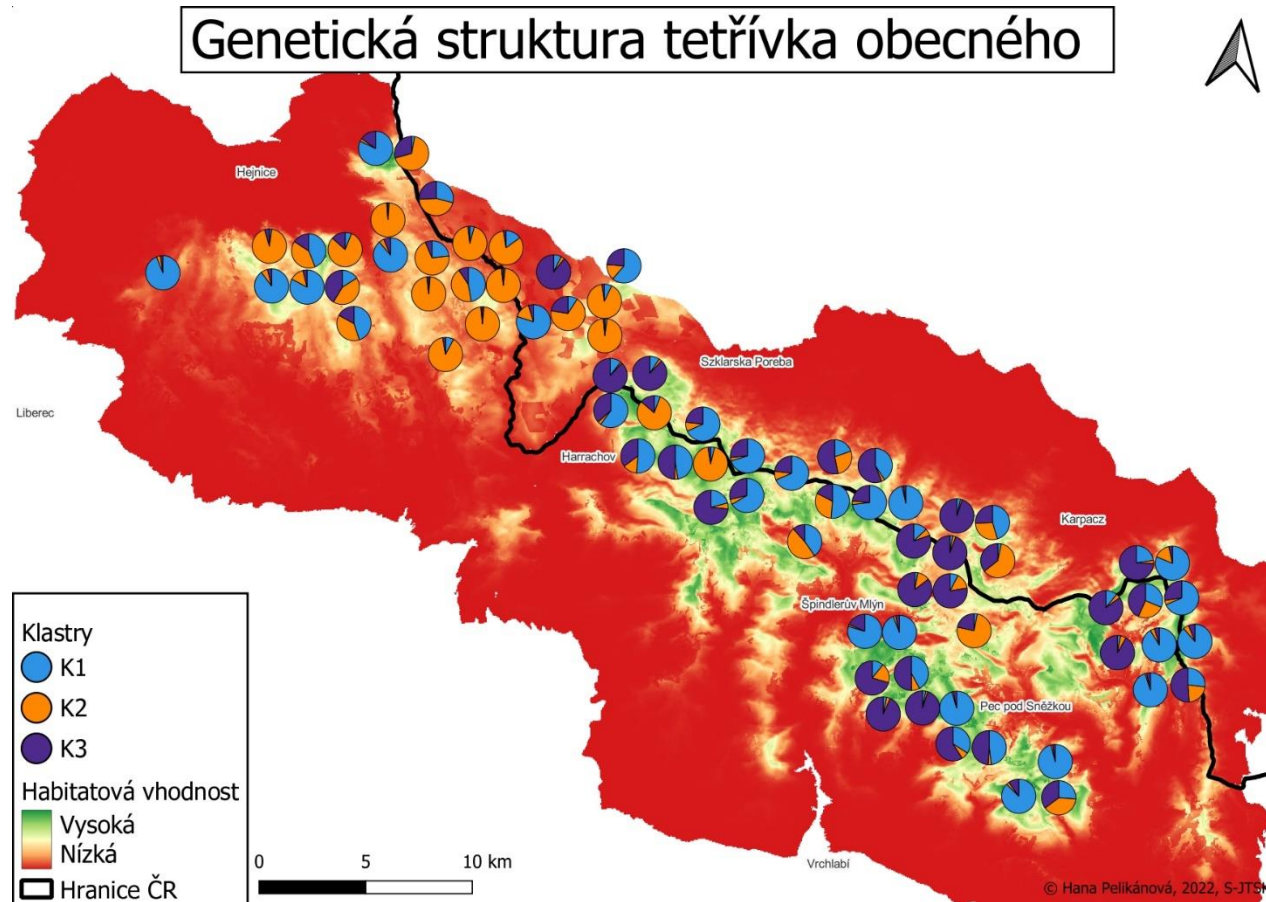 Genetická struktura tetřívka obecného
Hejnice
Szklarska Poreba
Liberec
Harrachov
Karpacz
Špindlerův Mlýn
Pec pod Sněžkou
Vrchlabí
Klastry
K1
K2
K3
Habitatová vhodnost
Vysoká
Nízká
Hranice ČR
0 5 10 km
© Hana Pelikánová, 2022, S-JTSK